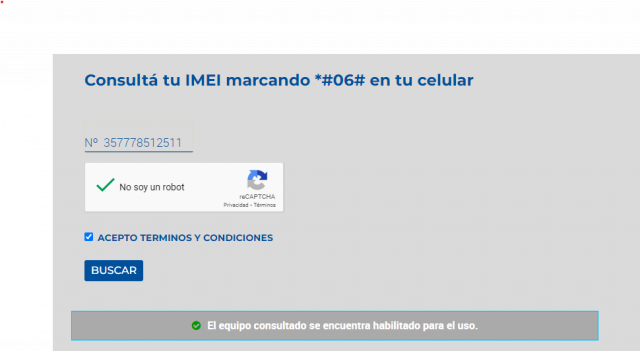 Consultá tu IMEI marcando *#06# en tu celular
Nº 357778512511
No soy un robot
reCAPTCHA
Privacidad - Términos
ACEPTO TERMINOS Y CONDICIONES
BUSCAR
El equipo consultado se encuentra habilitado para el uso.